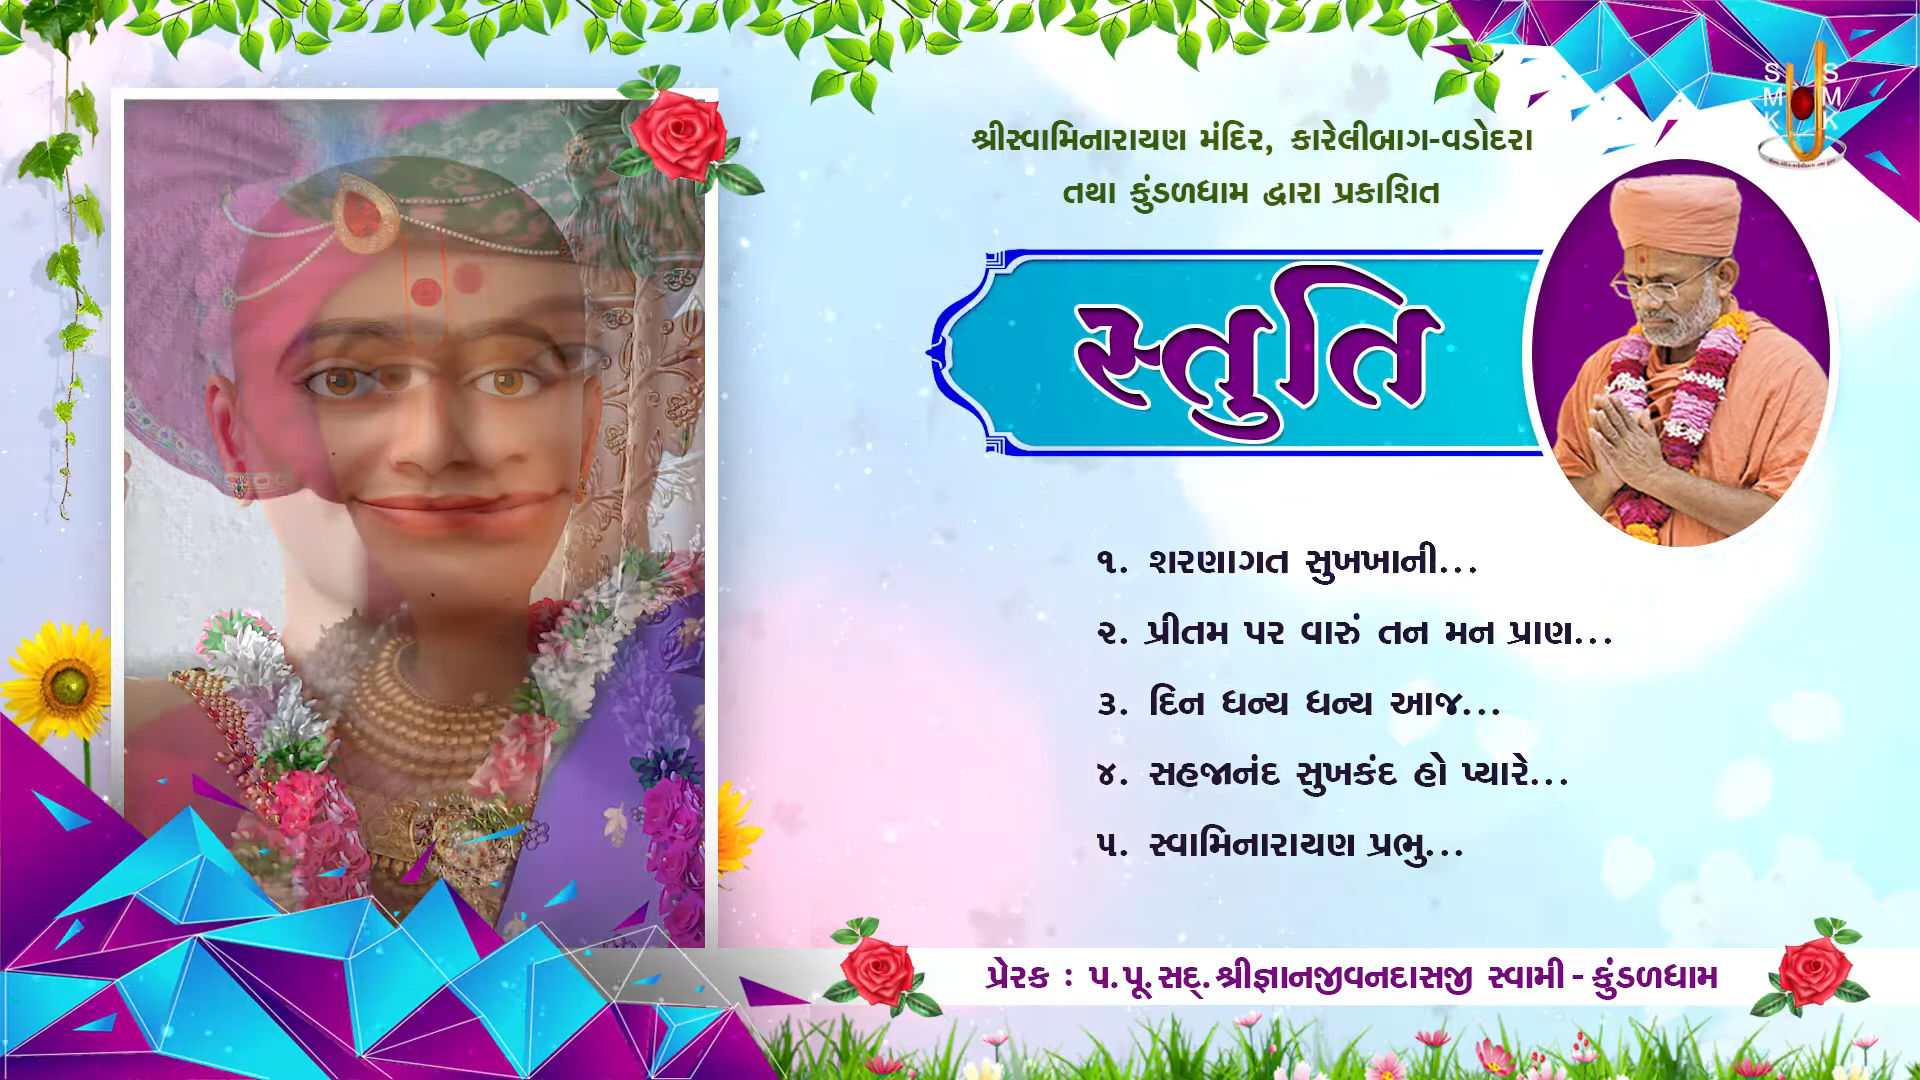 શ્રીસ્વામિનારાયણ મંદિર, કારેલીબાગ-વડોદરા
તથા કુંડળધામ દ્વારા પ્રકાશિત
S S
M M
K K
સ્તુતિ
૧. શરણાગત સુખખાની...
૨. પ્રીતમ પર વારું તન મન પ્રાણ...
૩. દિન ધન્ય ધન્ય આજ...
૪. સહજાનંદ સુખકંદ હો પ્યારે...
૫. સ્વામિનારાયણ પ્રભુ...
પ્રેરક : પ.પૂ.સદ્.શ્રીજ્ઞાનજીવનદાસજી સ્વામી - કુંડળધામ